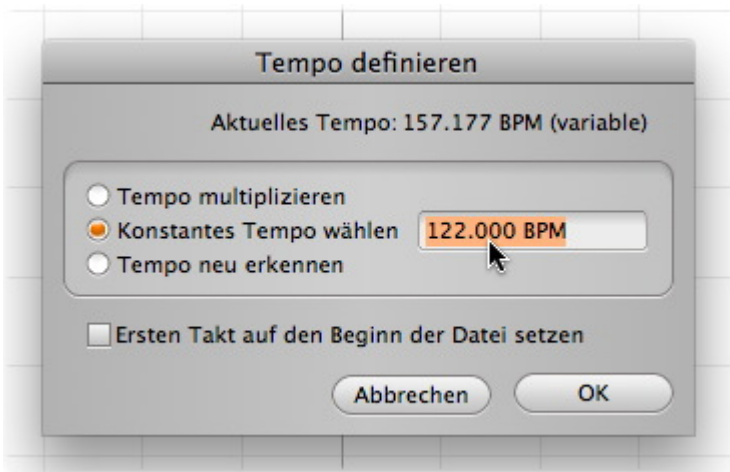 Tempo definieren
Aktuelles Tempo: 157.177 BPM (variable)
Tempo multiplizieren
Konstantes Tempo wählen 122.000 BPM
Tempo neu erkennen
Ersten Takt auf den Beginn der Datei setzen
Abbrechen OK